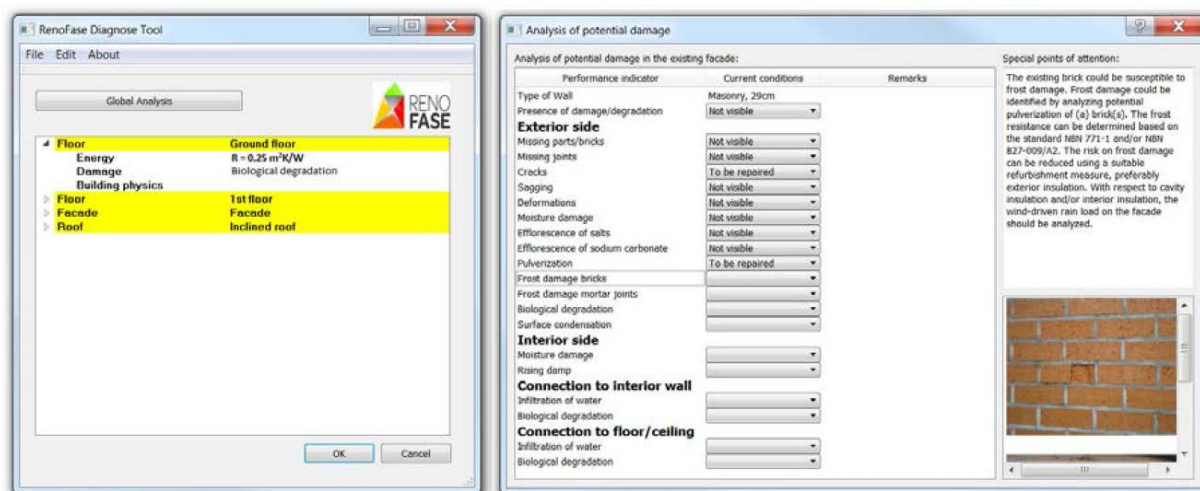 RenoFase Diagnose Tool
File Edit About
Global Analysis
RENO
FASE
Floor Ground floor
Energy R = 0.25 m²K/W
Damage Biological degradation
Building physics
Floor 1st floor
Facade Facade
Roof Inclined roof
OK Cancel
Analysis of potential damage
Analysis of potential damage in the existing facade:
Performance indicator Current conditions Remarks
Type of Wall Masonry, 29cm
Presence of damage/degradation Not visible
Exterior side
Missing parts/bricks Not visible
Missing joints Not visible
Cracks To be repaired
Sagging Not visible
Deformations Not visible
Moisture damage Not visible
Efflorescence of salts Not visible
Efflorescence of sodium carbonate Not visible
Pulverization To be repaired
Frost damage bricks
Frost damage mortar joints
Biological degradation
Surface condensation
Interior side
Moisture damage
Rising damp
Connection to interior wall
Infiltration of water
Biological degradation
Connection to floor/ceiling
Infiltration of water
Biological degradation
Special points of attention:
The existing brick could be susceptible to
frost damage. Frost damage could be
identified by analyzing potential
pulverization of (a) brick(s). The frost
resistance can be determined based on
the standard NBN 771-1 and/or NBN
B27-009/A2. The risk on frost damage
can be reduced using a suitable
refurbishment measure, preferably
exterior insulation. With respect to cavity
insulation and/or interior insulation, the
wind-driven rain load on the facade
should be analyzed.